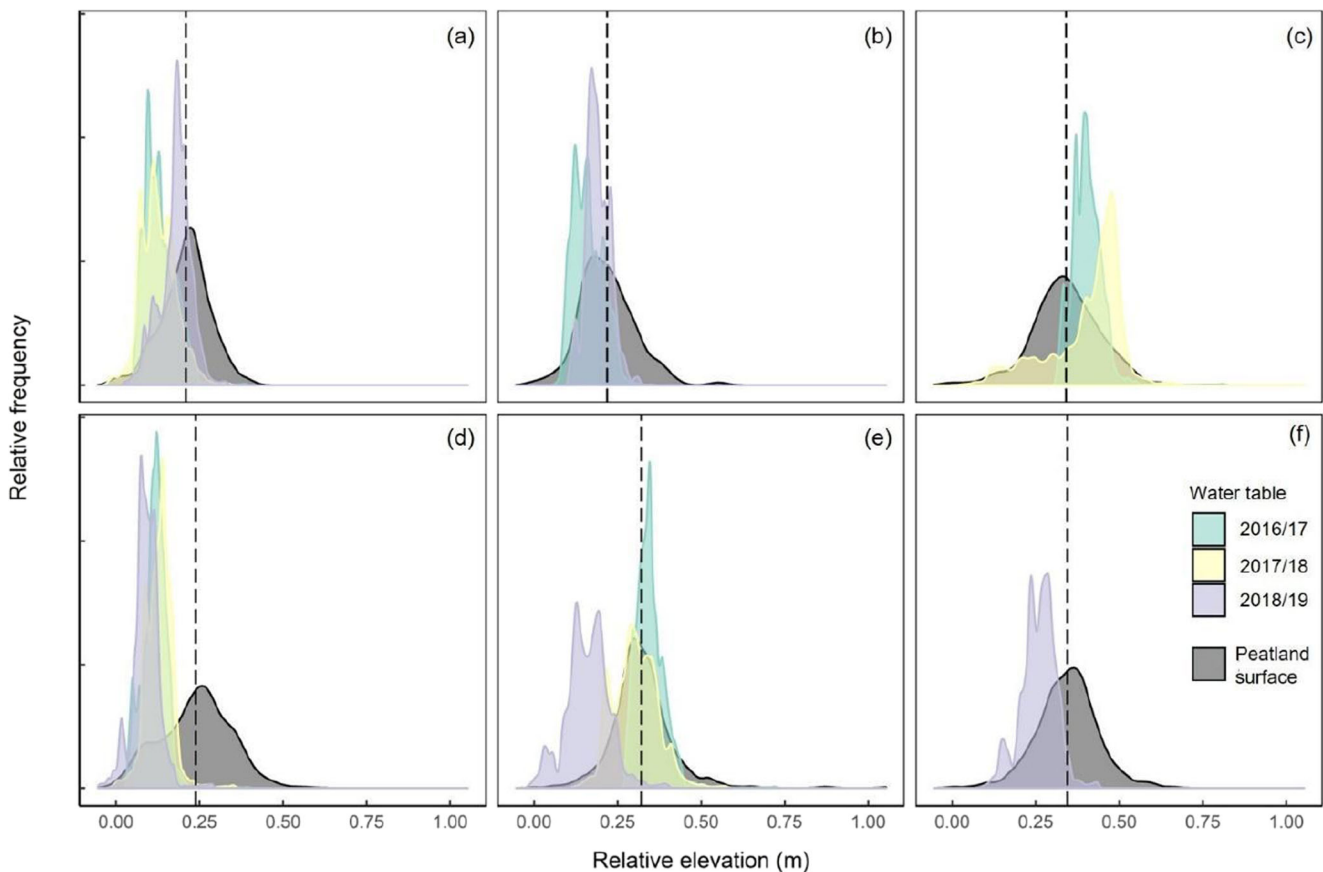 (a)
(b)
(c)
Relative frequency
(d)
(e)
(f)
Water table
2016/17
2017/18
2018/19
Peatland
surface
0.00 0.25 0.50 0.75 1.00
0.00 0.25 0.50 0.75 1.00
0.00 0.25 0.50 0.75 1.00
Relative elevation (m)